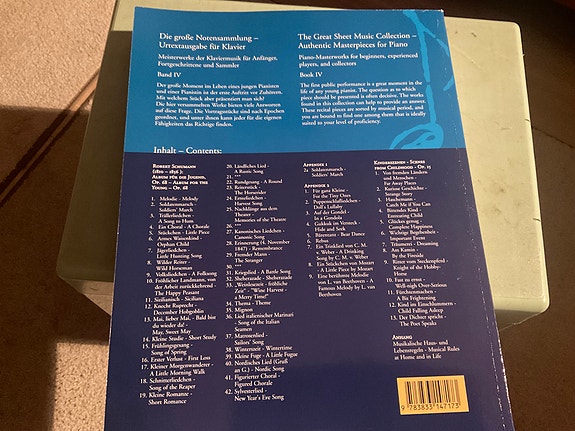 Die große Notensammlung –
Urtextausgabe für Klavier
Meisterwerke der Klaviermusik für Anfänger,
Fortgeschrittene und Sammler
Band IV
Der große Moment im Leben eines jungen Pianisten
und einer Pianistin ist der erste Auftritt vor Zuhörern.
Mit welchem Stück aber präsentiert man sich?
Die hier versammelten Werke bieten viele Antworten
auf diese Frage. Die Vortragsstücke sind nach Epochen
geordnet, und unter ihnen kann jeder für die eigenen
Fähigkeiten das Richtige finden.
The Great Sheet Music Collection –
Authentic Masterpieces for Piano
Piano-Masterworks for beginners, experienced
players, and collectors
Book IV
The first public performance is a great moment in the
life of any young pianist. The question as to which
piece should be presented is often decisive. The works
found in this collection can help to provide an answer.
These recital pieces are sorted by musical period, and
you are bound to find one among them that is ideally
suited to your level of proficiency.
Inhalt – Contents:
Robert Schumann
(1810 – 1856 ):
Album für die Jugend,
Op. 68 – Album for the
Young – Op. 68
1. Melodie - Melody
2. Soldatenmarsch -
Soldiers' March
3. Trällerliedchen -
A Song to Hum
4. Ein Choral - A Chorale
5. Stückchen - Little Piece
6. Armes Waisenkind -
Orphan Child
7. Jägerliedchen -
Little Hunting Song
8. Wilder Reiter -
Wild Horseman
9. Volksliedchen - A Folksong
10. Fröhlicher Landmann, von
der Arbeit zurückkehrend -
The Happy Peasant
11. Sicilianisch - Siciliana
12. Knecht Ruprecht -
December Hobgoblin
13. Mai, lieber Mai, - Bald bist
du wieder da! -
May, Sweet May
14. Kleine Studie - Short Study
15. Frühlingsgesang -
Song of Spring
16. Erster Verlust - First Loss
17. Kleiner Morgenwanderer -
A Little Morning Walk
18. Schnitterliedchen -
Song of the Reaper
19. Kleine Romanze -
Short Romance
20. Ländliches Lied -
A Rustic Song
21. ***
22. Rundgesang - A Round
23. Reiterstück -
The Horserider
24. Ernteliedchen -
Harvest Song
25. Nachklänge aus dem
Theater -
Memories of the Theatre
26. ***
27. Kanonisches Liedchen -
Canonic Song
28. Erinnerung (4. November
1847) - Remembrance
29. Fremder Mann -
The Stranger
30. ***
31. Kriegslied - A Battle Song
32. Sheherazade - Sheherazade
33. „Weinlesezeit - fröhliche
Zeit" - "Wine Harvest -
a Merry Time!"
34. Thema - Theme
35. Mignon
36. Lied italienischer Marinari
- Song of the Italian
Seamen
37. Matrosenlied -
Sailors' Song
38. Winterszeit - Wintertime
39. Kleine Fuge - A Little Fugue
40. Nordisches Lied (Gruß
an G.) - Nordic Song
41. Figurierter Choral -
Figured Chorale
42. Sylvesterlied -
New Year's Eve Song
Appendix 1
2a Soldatenmarsch -
Soldiers' March
Appendix 2
1. Für ganz Kleine -
For the Tiny Ones
2. Puppenschlafliedchen -
Doll's Lullaby
3. Auf der Gondel -
In a Gondola
4. Gukkuk im Versteck -
Hide and Seek
5. Bärentanz - Bear Dance
6. Rebus
7. Ein Trinklied von C. M.
v. Weber - A Drinking
Song by C. M. v. Weber
8. Ein Stückchen von Mozart
- A Little Piece by Mozart
9. Eine berühmte Melodie
von L. van Beethoven - A
Famous Melody by L. van
Beethoven
Kinderszenen - Scenes
from Childhood - Op. 15
1. Von fremden Ländern
und Menschen -
Far Away Places
2. Kuriose Geschichte -
Strange Story
3. Haschemann -
Catch Me if You Can
4. Bittendes Kind -
Entreating Child
5. Glückes genug -
Complete Happiness
6. Wichtige Begebenheit -
Important Event
7. Träumerei - Dreaming
8. Am Kamin -
By the Fireside
9. Ritter vom Steckenpferd -
Knight of the Hobby-
Horse
10. Fast zu ernst -
Well-nigh Over-Serious
11. Fürchtenmachen -
A Bit Frightening
12. Kind im Einschlummern -
Child Falling Asleep
13. Der Dichter spricht -
The Poet Speaks
Anhang
Musikalische Haus- und
Lebensregeln - Musical Rules
at Home and in Life
9 783833 147173